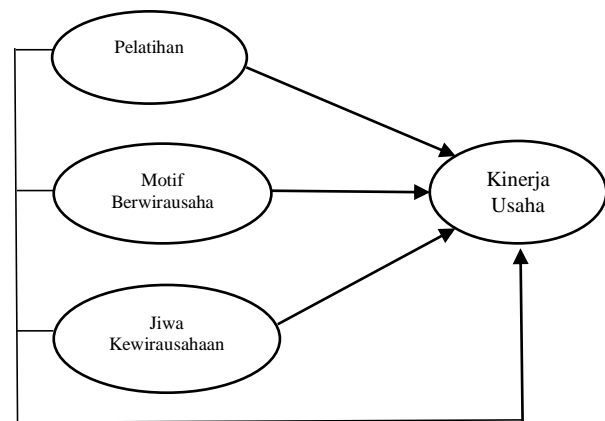 Pelatihan
Motif
Berwirausaha
Kinerja
Usaha
Jiwa
Kewirausahaan